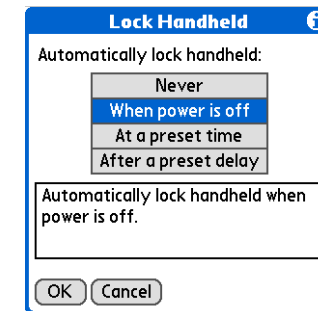 Lock Handheld
Automatically lock handheld:
Never
When power is off
At a preset time
After a preset delay
Automatically lock handheld when
power is off.
OK Cancel